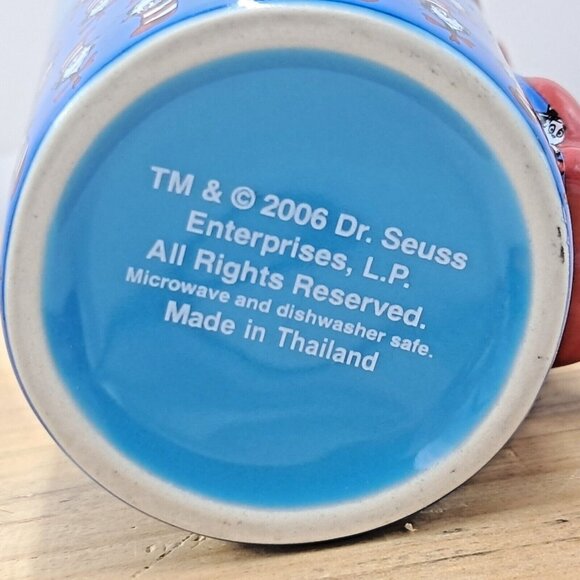 TM & © 2006 Dr. Seuss
Enterprises, L.P.
All Rights Reserved.
Microwave and dishwasher safe.
Made in Thailand